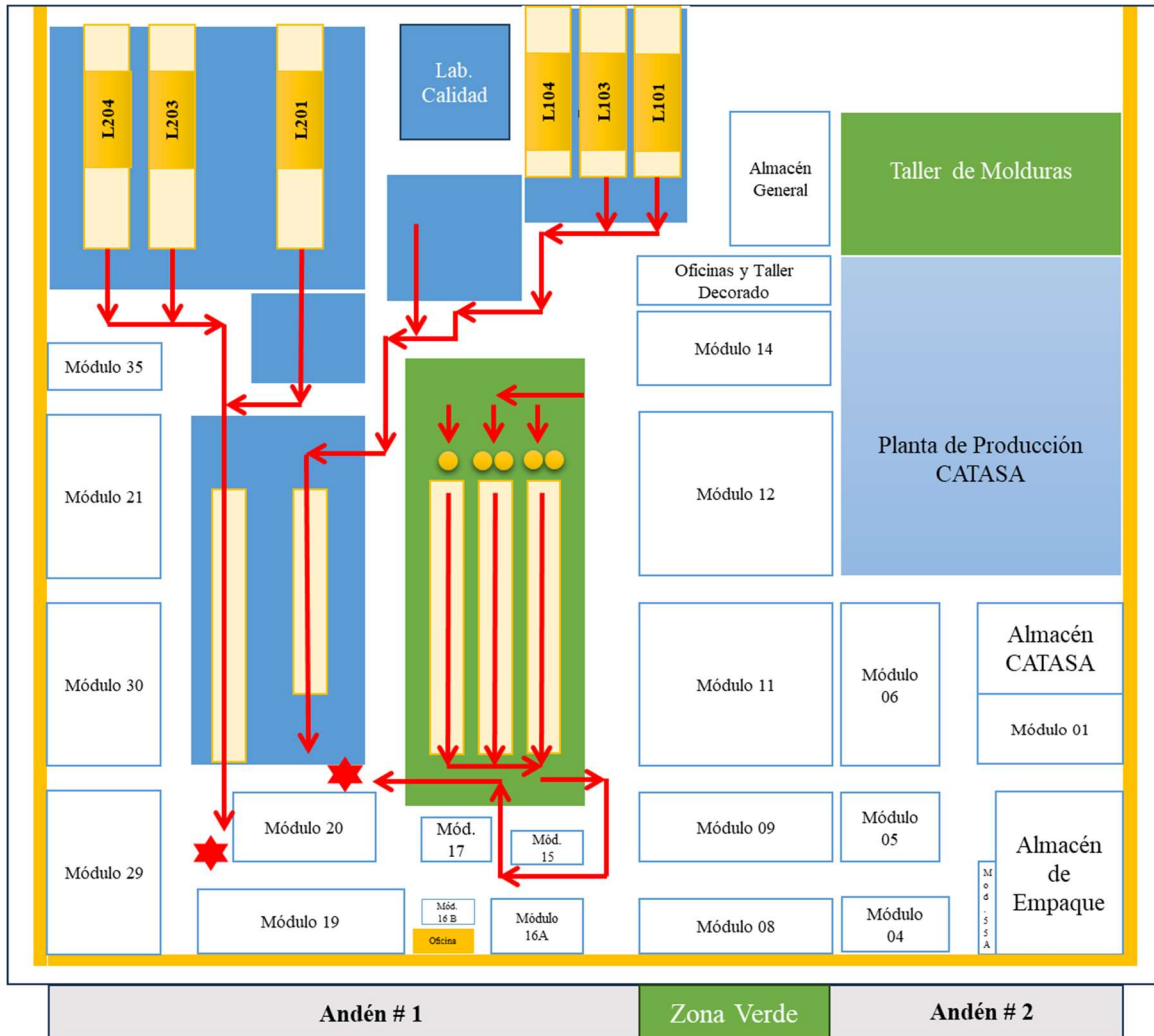 L204
L203
L201
Lab.
Calidad
L104
L103
L101
Almacén
General
Taller de Molduras
Oficinas y Taller
Decorado
Módulo 14
Módulo 35
Planta de Producción
CATASA
Módulo 21
Módulo 12
Módulo 30
Módulo 11
Módulo
06
Almacén
CATASA
Módulo 01
Módulo 29
Módulo 20
Mód.
17
Mód.
15
Módulo 09
Módulo
05
Almacén
de
Empaque
Módulo 19
Mód.
16 B
Oficina
Módulo
16A
Módulo 08
Módulo
04
M
o
d
.
5
5
A
Andén # 1
Zona Verde
Andén # 2